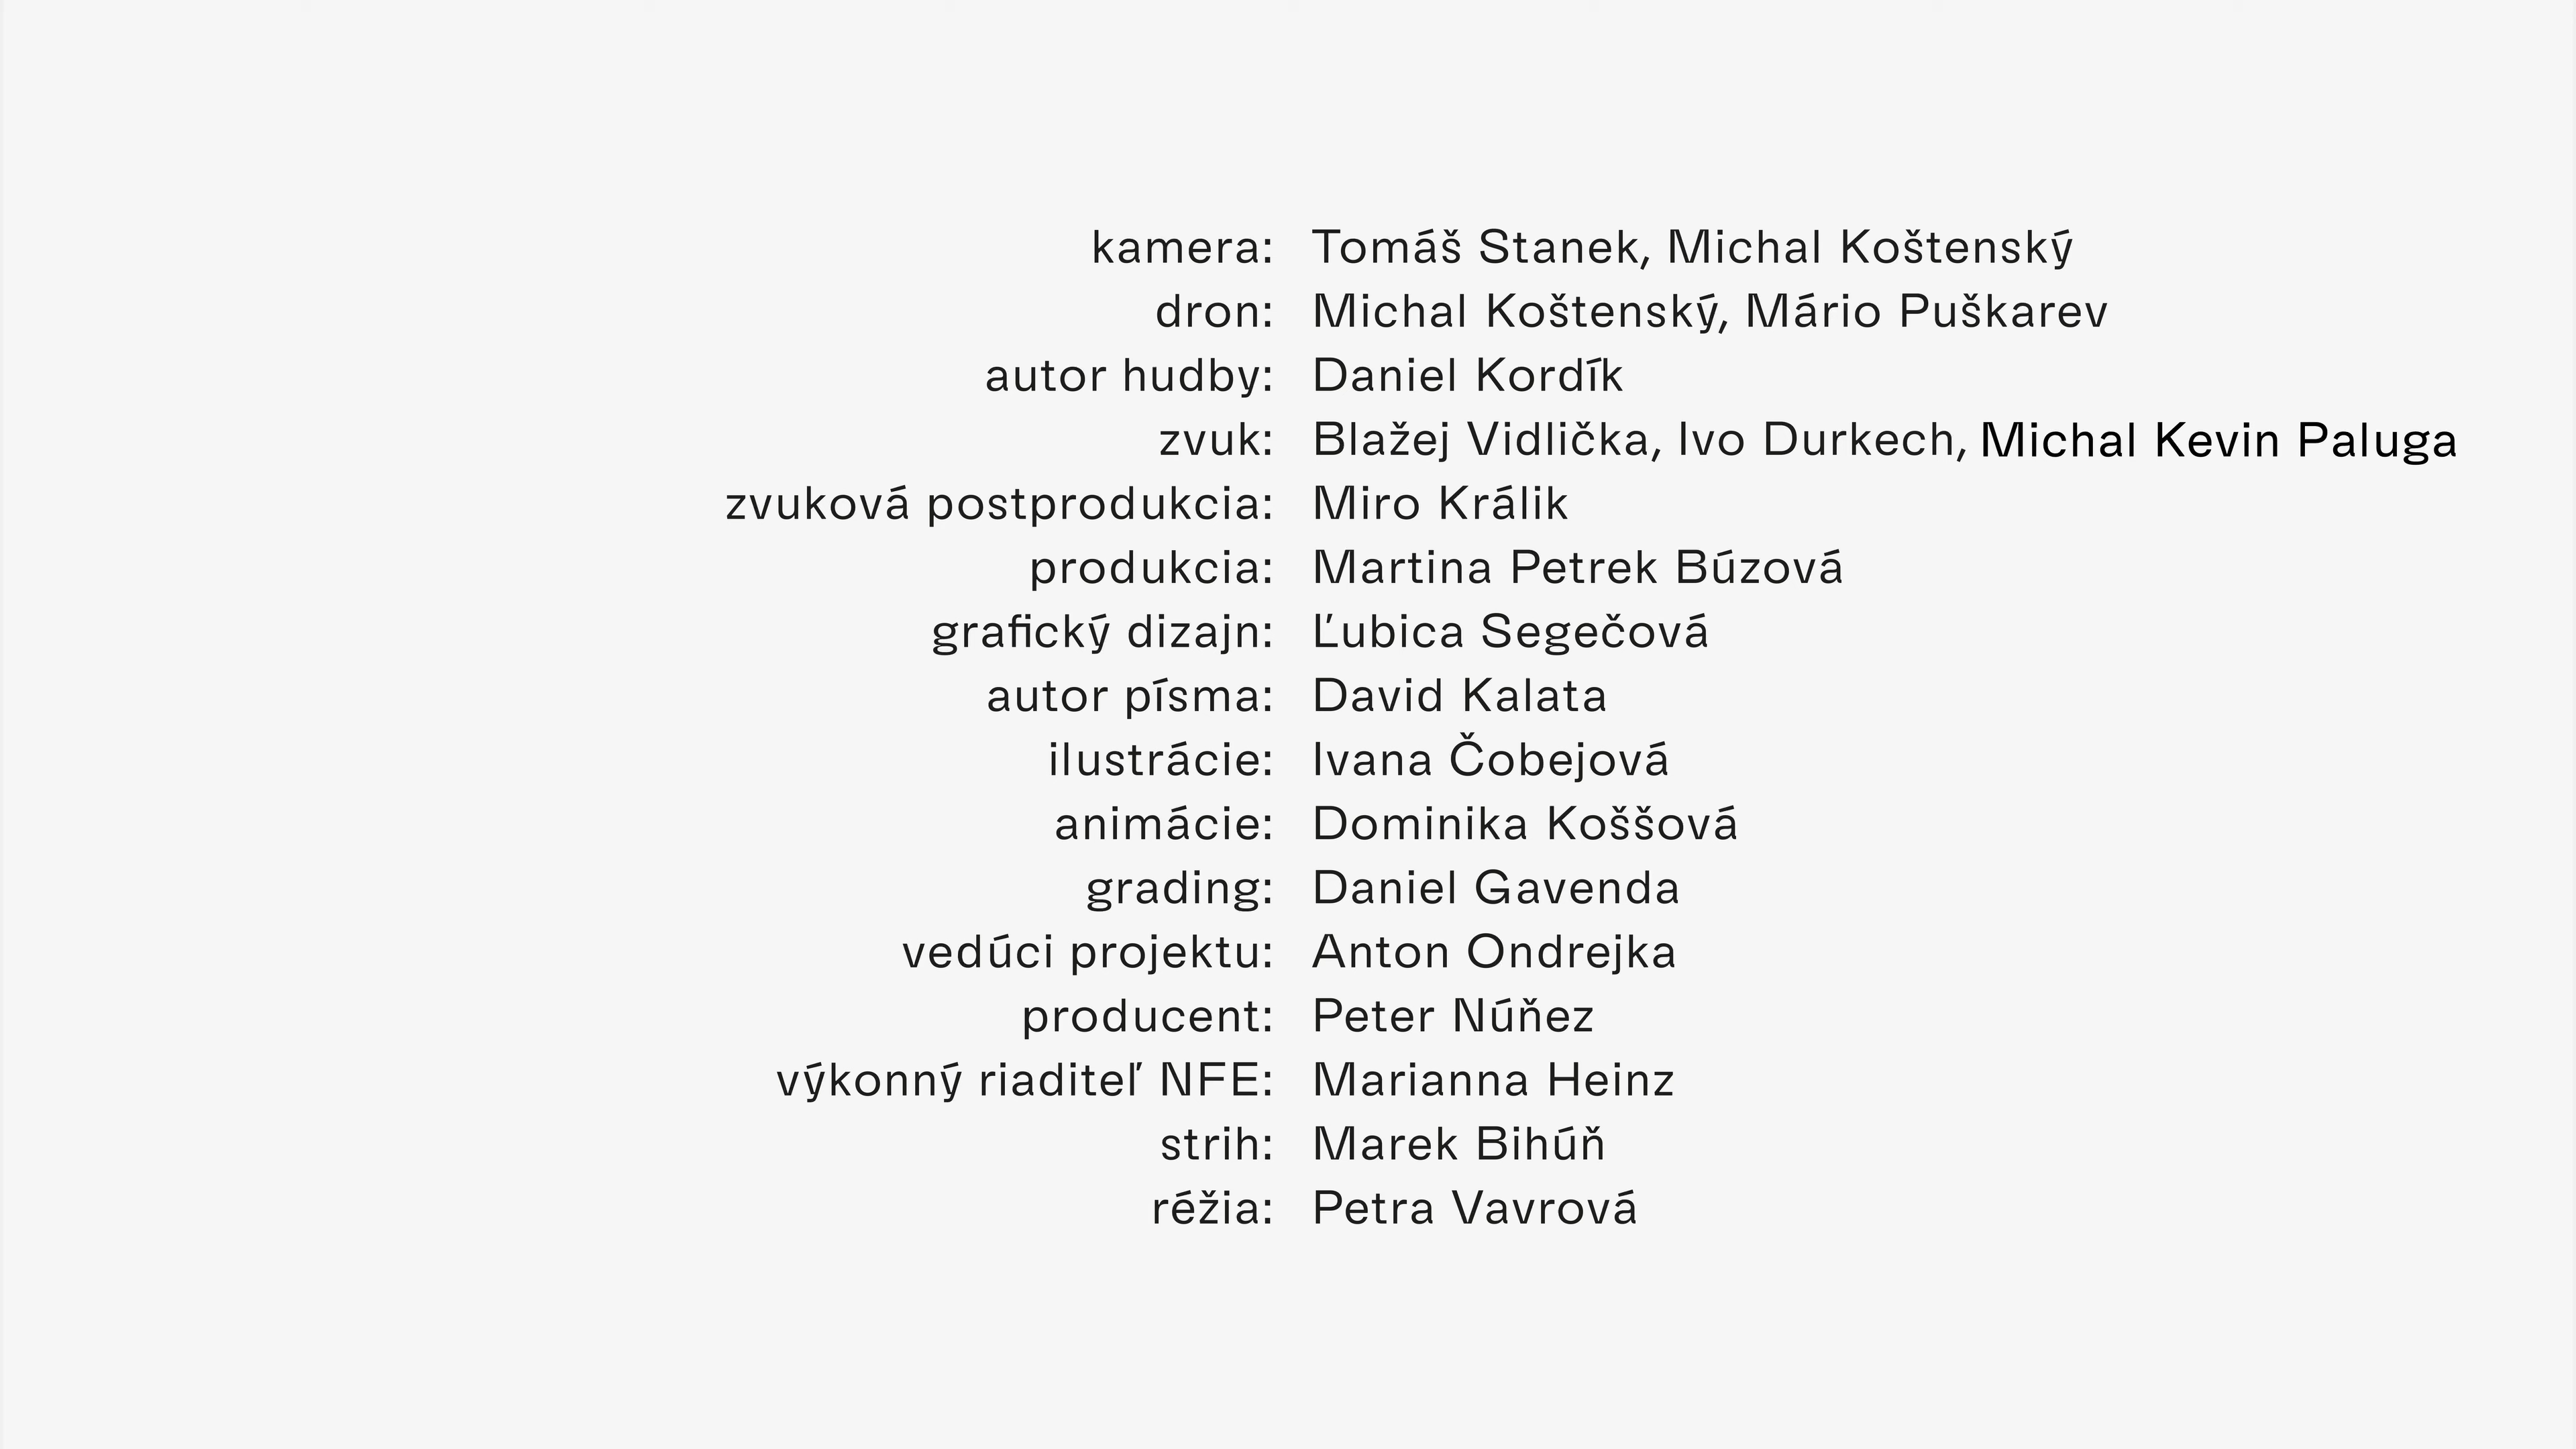 kamera: Tomáš Stanek, Michal Koštenský
dron: Michal Koštenský, Mário Puškarev
autor hudby: Daniel Kordík
zvuk: Blažej Vidlička, Ivo Durkech, Michal Kevin Paluga
zvuková postprodukcia: Miro Králik
produkcia: Martina Petrek Búzová
grafický dizajn: Ľubica Segečová
autor písma: David Kalata
ilustrácie: Ivana Čobejová
animácie: Dominika Koššová
grading: Daniel Gavenda
vedúci projektu: Anton Ondrejka
producent: Peter Núňez
výkonný riaditeľ NFE: Marianna Heinz
strih: Marek Bihúň
réžia: Petra Vavrová